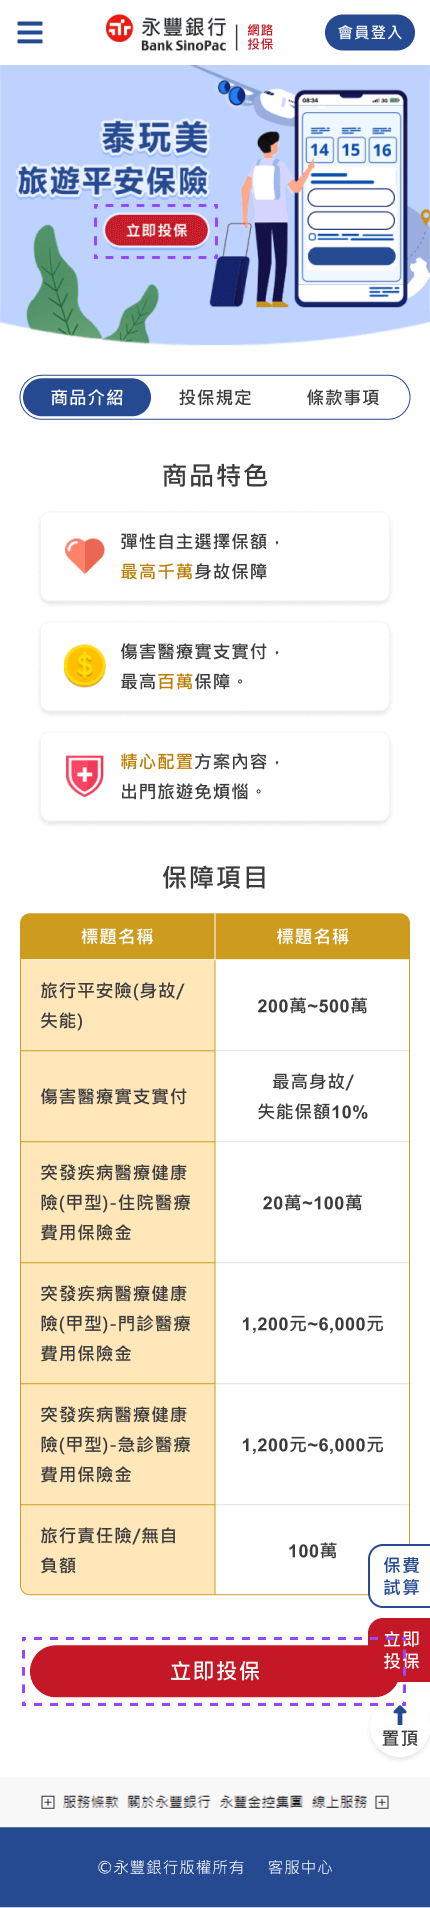 永豐銀行
Bank SinoPac
網路
投保
會員登入
泰玩美
旅遊平安保險
立即投保
08:34
3G
14 15 16
商品介紹 投保規定 條款事項
商品特色
彈性自主選擇保額，
最高千萬身故保障
傷害醫療實支實付，
最高百萬保障。
精心配置方案內容，
出門旅遊免煩惱。
保障項目
標題名稱 標題名稱
旅行平安險(身故/
失能)
200萬~500萬
傷害醫療實支實付
最高身故/
失能保額10%
突發疾病醫療健康
險(甲型)-住院醫療
費用保險金
20萬~100萬
突發疾病醫療健康
險(甲型)-門診醫療
費用保險金
1,200元~6,000元
突發疾病醫療健康
險(甲型)-急診醫療
費用保險金
1,200元~6,000元
旅行責任險/無自
負額
100萬
保費
試算
立即
投保
立即投保
置頂
服務條款 關於永豐銀行 永豐金控集團 線上服務
©永豐銀行版權所有 客服中心